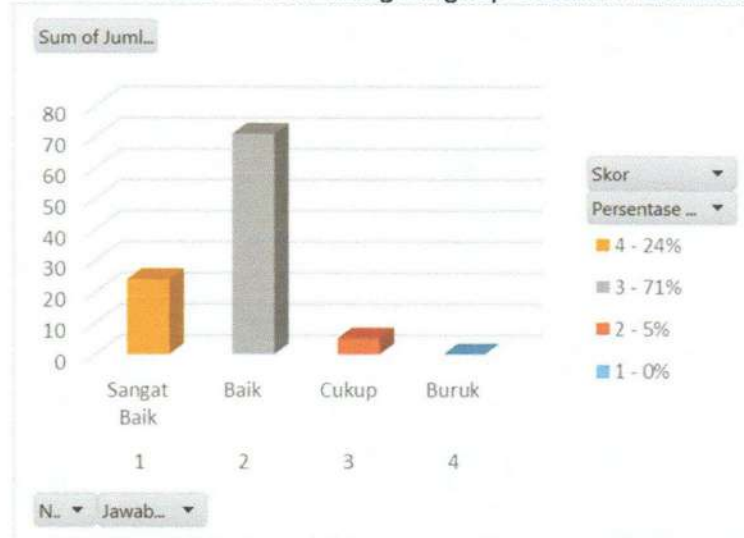 Sum of Juml...
80
70
60
50
40
30
20
10
0
Sangat Baik
Baik
Cukup
Buruk
1
2
3
4
N..
Jawab...
Skor
Persentase ...
4 - 24%
3 - 71%
2 - 5%
1 - 0%